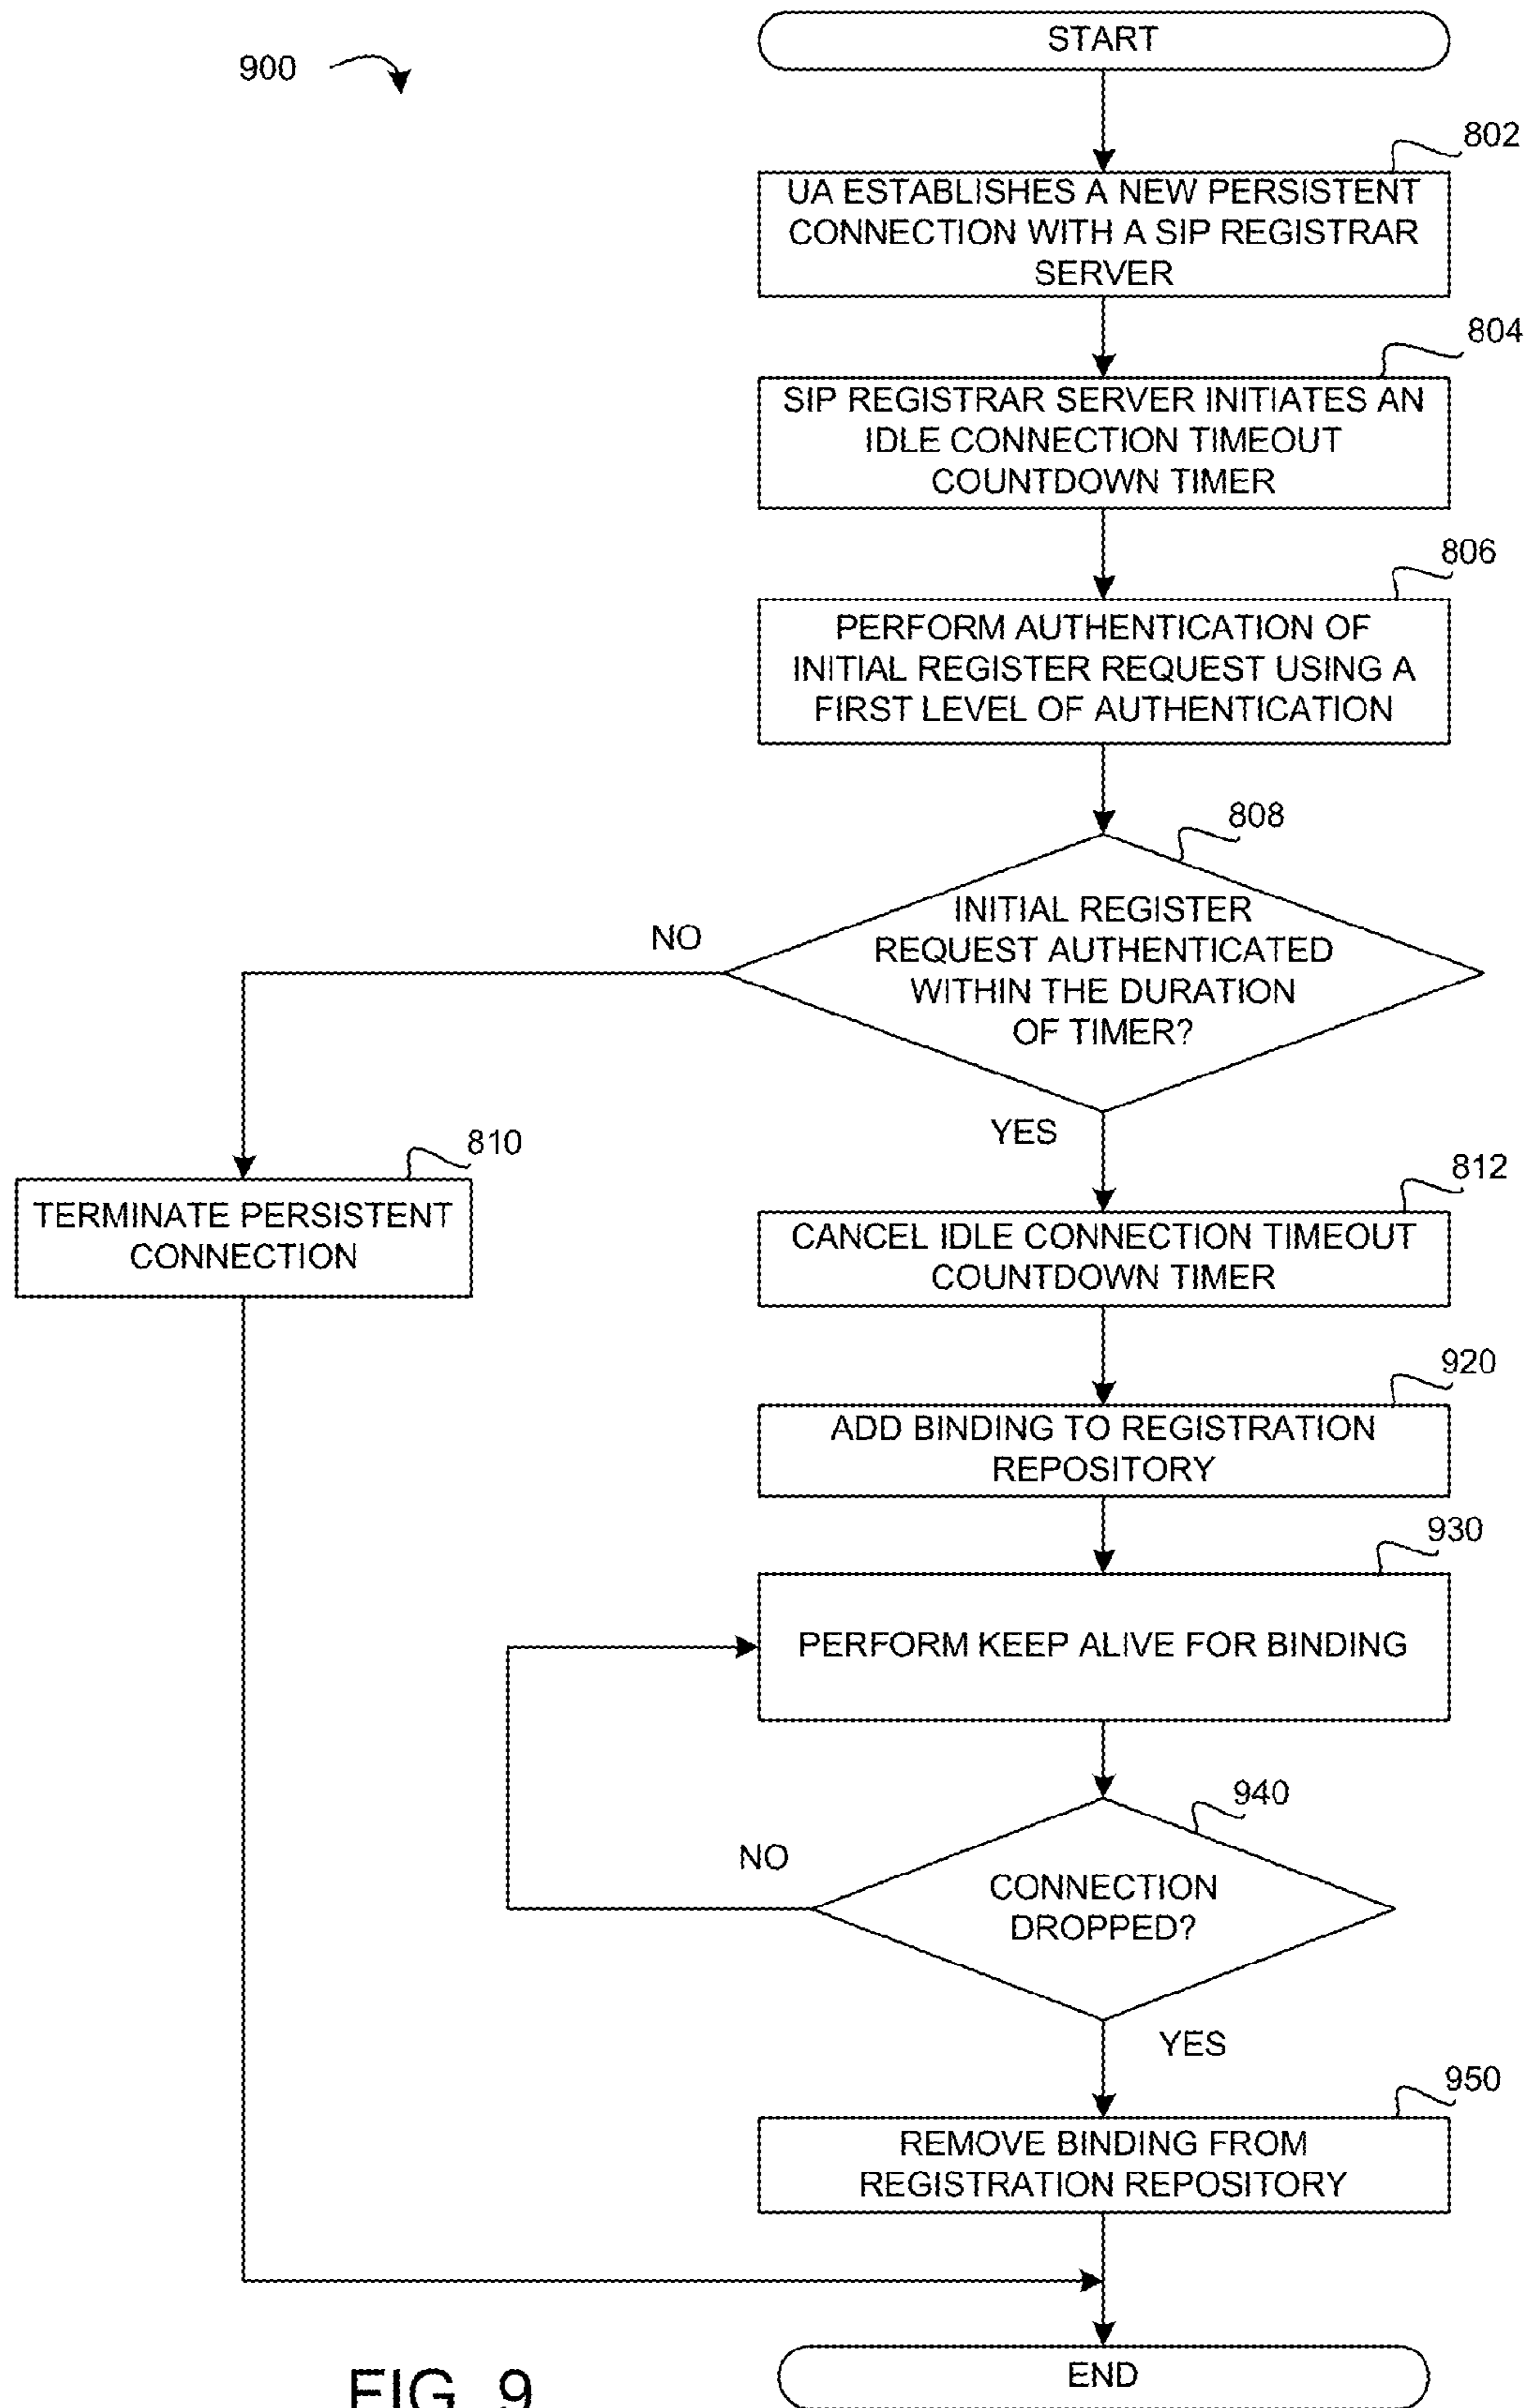 START
900
802
UA ESTABLISHES A NEW PERSISTENT
CONNECTION WITH A SIP REGISTRAR
SERVER
804
SIP REGISTRAR SERVER INITIATES AN
IDLE CONNECTION TIMEOUT
COUNTDOWN TIMER
806
PERFORM AUTHENTICATION OF
INITIAL REGISTER REQUEST USING A
FIRST LEVEL OF AUTHENTICATION
808
INITIAL REGISTER
REQUEST AUTHENTICATED
WITHIN THE DURATION
OF TIMER?
NO
YES
810
TERMINATE PERSISTENT
CONNECTION
812
CANCEL IDLE CONNECTION TIMEOUT
COUNTDOWN TIMER
920
ADD BINDING TO REGISTRATION
REPOSITORY
930
PERFORM KEEP ALIVE FOR BINDING
940
NO
CONNECTION
DROPPED?
YES
950
REMOVE BINDING FROM
REGISTRATION REPOSITORY
END
FIG. 9